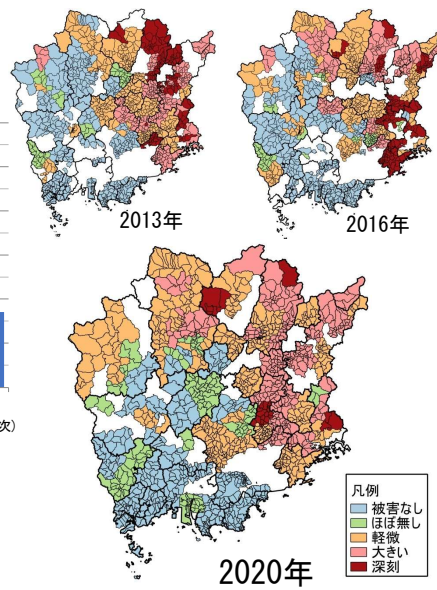 2013年
2016年
次)
凡例
被害なし
ほぼ無し
軽微
大きい
深刻
2020年